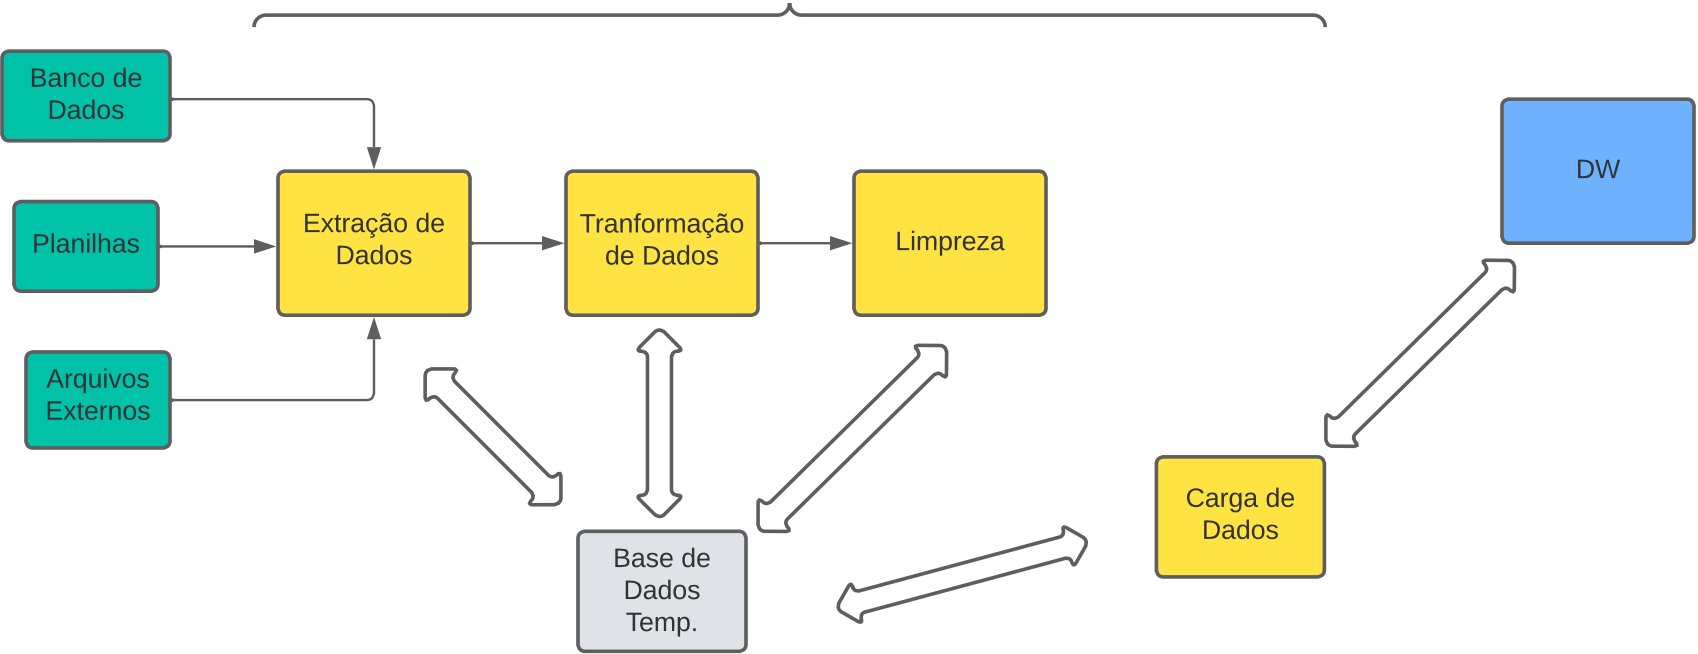 Banco de
Dados
Planilhas
Arquivos
Externos
Extração de
Dados
Tranformação
de Dados
Limpreza
Base de
Dados
Temp.
Carga de
Dados
DW